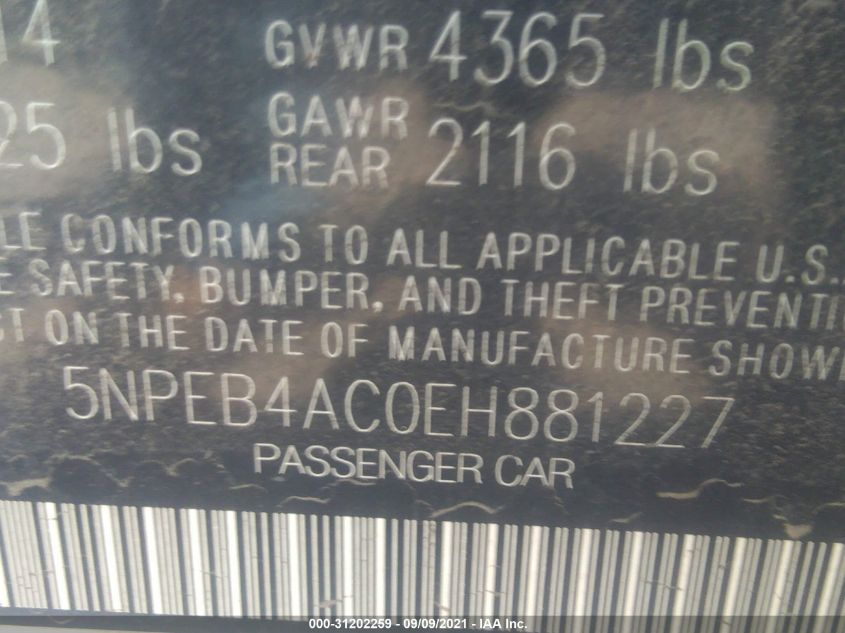 14 GVWR 4365 lbs
25 lbs GAWR REAR 2116 lbs
LE CONFORMS TO ALL APPLICABLE U.S.
E SAFETY, BUMPER, AND THEFT PREVENTI
CT ON THE DATE OF MANUFACTURE SHOW
5NPEB4AC0EH881227
PASSENGER CAR
000-31202259 - 09/09/2021 - IAA Inc.